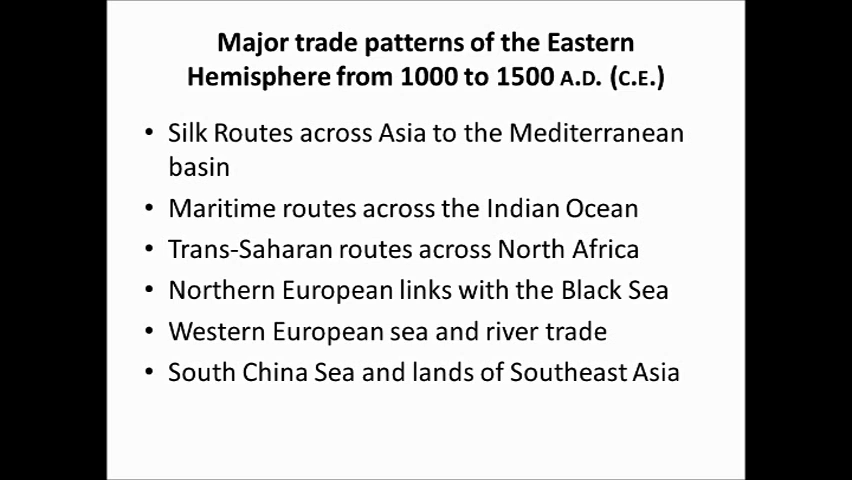 Major trade patterns of the Eastern
Hemisphere from 1000 to 1500 A.D. (C.E.)
• Silk Routes across Asia to the Mediterranean
basin
• Maritime routes across the Indian Ocean
• Trans-Saharan routes across North Africa
• Northern European links with the Black Sea
• Western European sea and river trade
• South China Sea and lands of Southeast Asia